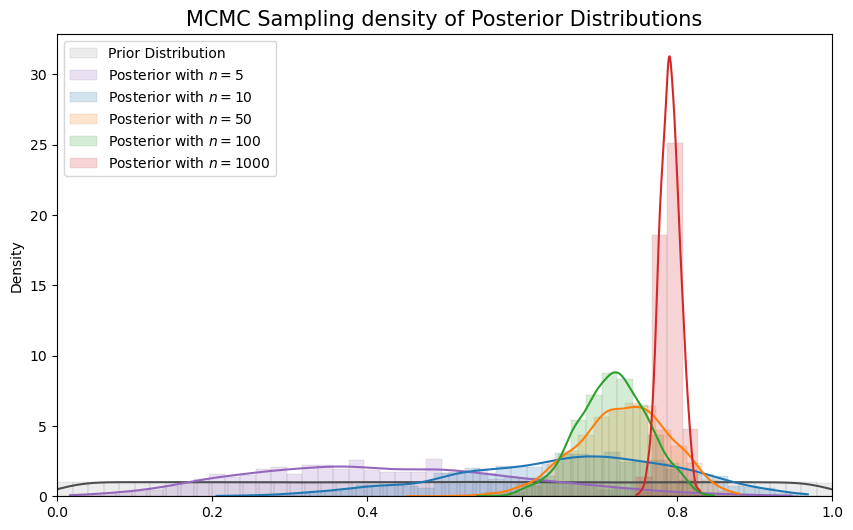 MCMC Sampling density of Posterior Distributions
Prior Distribution
Posterior with n = 5
Posterior with n = 10
Posterior with n = 50
Posterior with n = 100
Posterior with n = 1000
Density
30
25
20
15
10
5
0
0.0 0.2 0.4 0.6 0.8 1.0